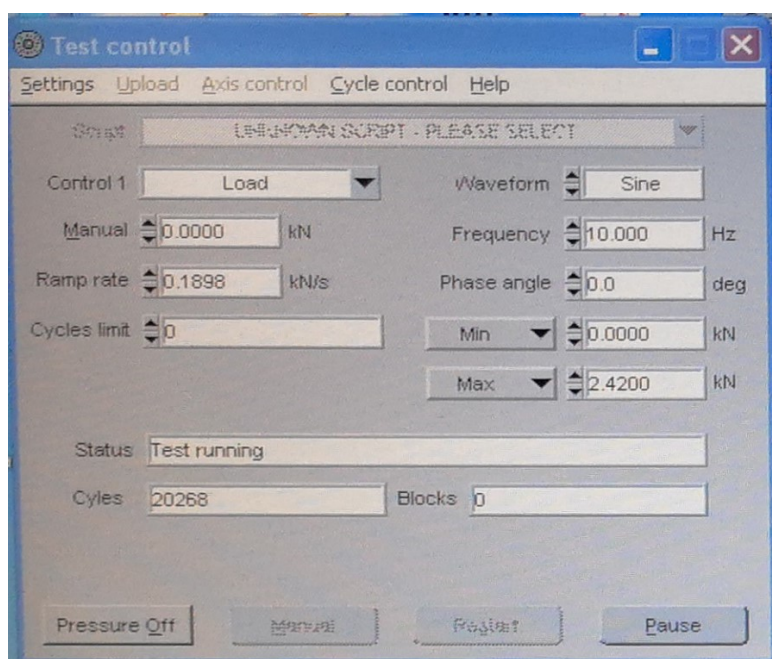 Test control
Settings Upload Axis control Cycle control Help
Script UNKNOWN SCRIPT - PLEASE SELECT
Control 1 Load Waveform Sine
Manual 0.0000 kN Frequency 10.000 Hz
Ramp rate 0.1898 kN/s Phase angle 0.0 deg
Cycles limit 0 Min 0.0000 kN
Max 2.4200 kN
Status Test running
Cyles 20268 Blocks 0
Pressure Off Manual Restart Pause